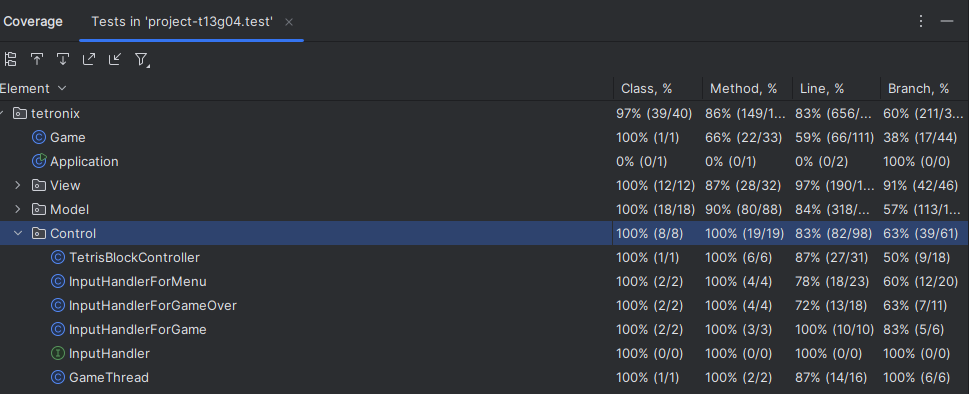 Coverage Tests in 'project-t13g04.test' ×
Element Class, % Method, % Line, % Branch, %
tetronix 97% (39/40) 86% (149/1... 83% (656/... 60% (211/3...
Game 100% (1/1) 66% (22/33) 59% (66/111) 38% (17/44)
Application 0% (0/1) 0% (0/1) 0% (0/2) 100% (0/0)
View 100% (12/12) 87% (28/32) 97% (190/1... 91% (42/46)
Model 100% (18/18) 90% (80/88) 84% (318/... 57% (113/1...
Control 100% (8/8) 100% (19/19) 83% (82/98) 63% (39/61)
TetrisBlockController 100% (1/1) 100% (6/6) 87% (27/31) 50% (9/18)
InputHandlerForMenu 100% (2/2) 100% (4/4) 78% (18/23) 60% (12/20)
InputHandlerForGameOver 100% (2/2) 100% (4/4) 72% (13/18) 63% (7/11)
InputHandlerForGame 100% (2/2) 100% (3/3) 100% (10/10) 83% (5/6)
InputHandler 100% (0/0) 100% (0/0) 100% (0/0) 100% (0/0)
GameThread 100% (1/1) 100% (2/2) 87% (14/16) 100% (6/6)